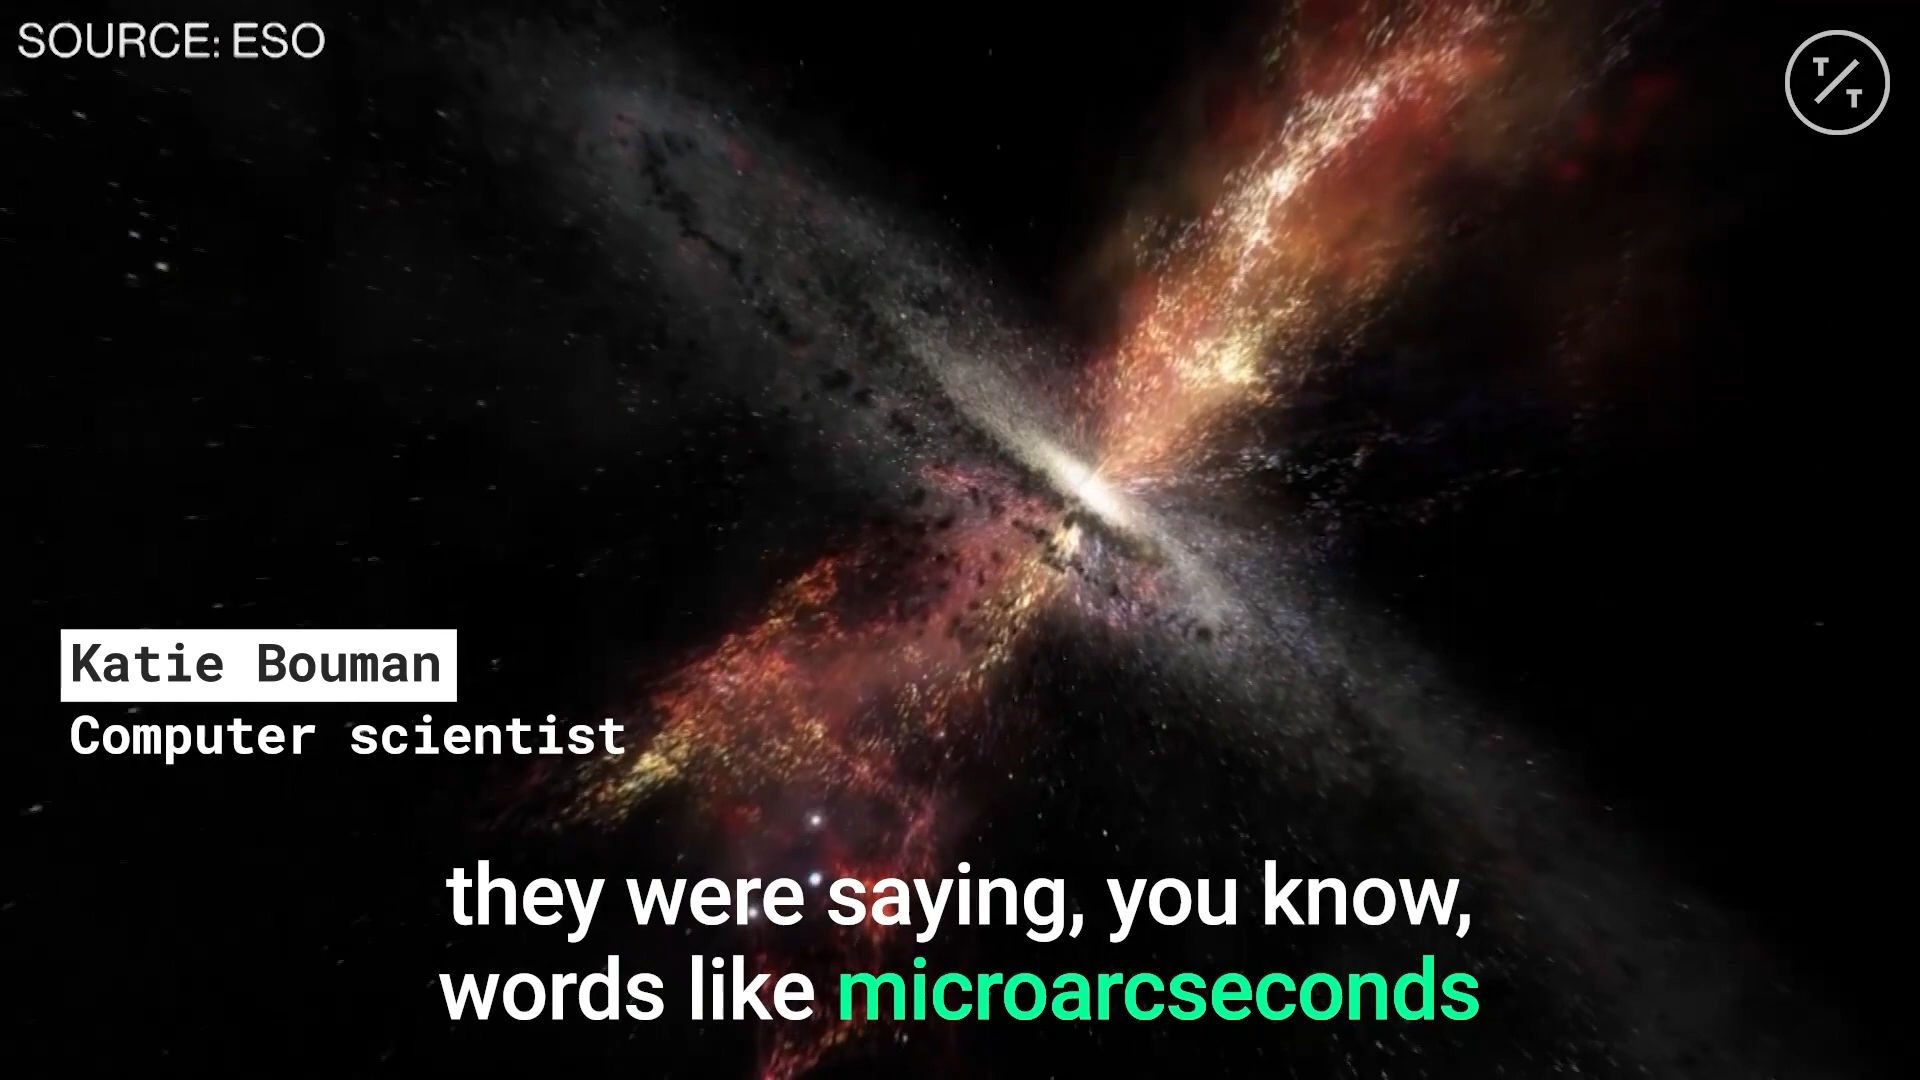 SOURCE: ESO
T/T
Katie Bouman
Computer scientist
they were saying, you know,
words like microarcseconds